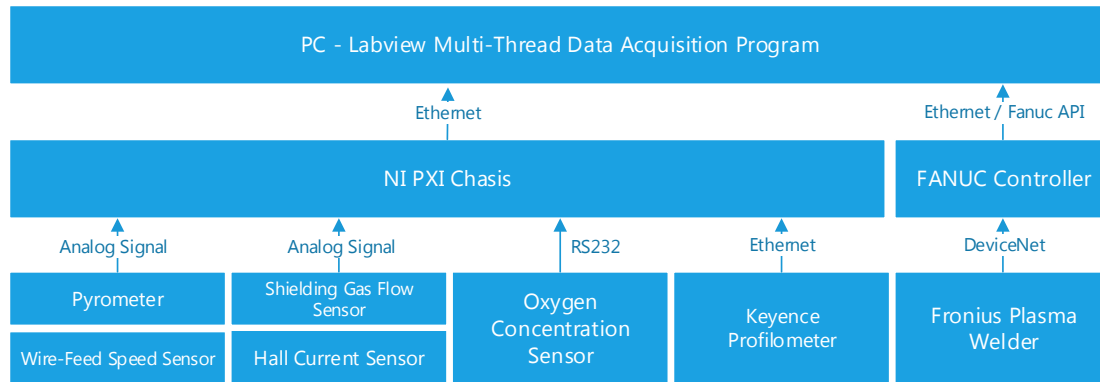 PC - Labview Multi-Thread Data Acquisition Program
Ethernet
Ethernet / Fanuc API
NI PXI Chasis
FANUC Controller
Analog Signal
Analog Signal
RS232
Ethernet
DeviceNet
Pyrometer
Wire-Feed Speed Sensor
Shielding Gas Flow
Sensor
Hall Current Sensor
Oxygen
Concentration
Sensor
Keyence
Profilometer
Fronius Plasma
Welder